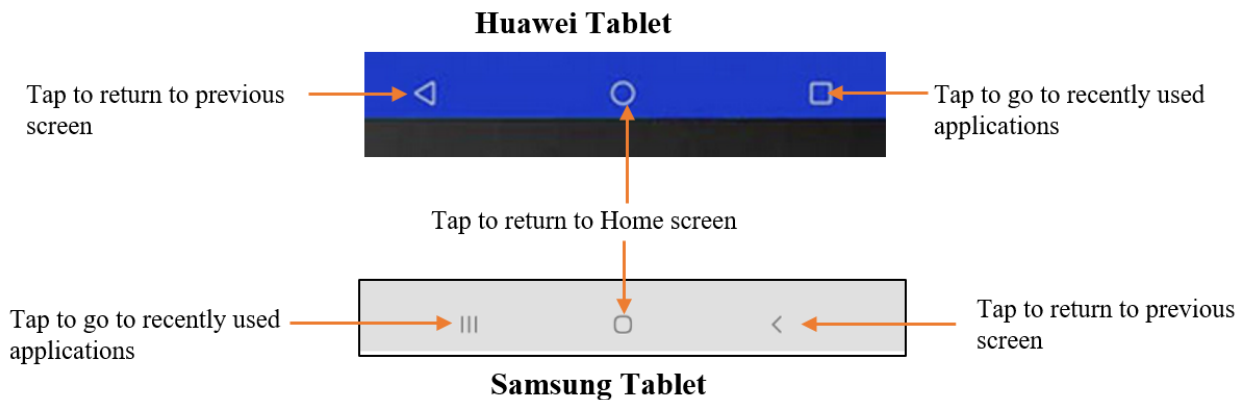 Huawei Tablet
Tap to return to previous
screen
Tap to go to recently used
applications
Tap to return to Home screen
Tap to go to recently used
applications
Tap to return to previous
screen
Samsung Tablet